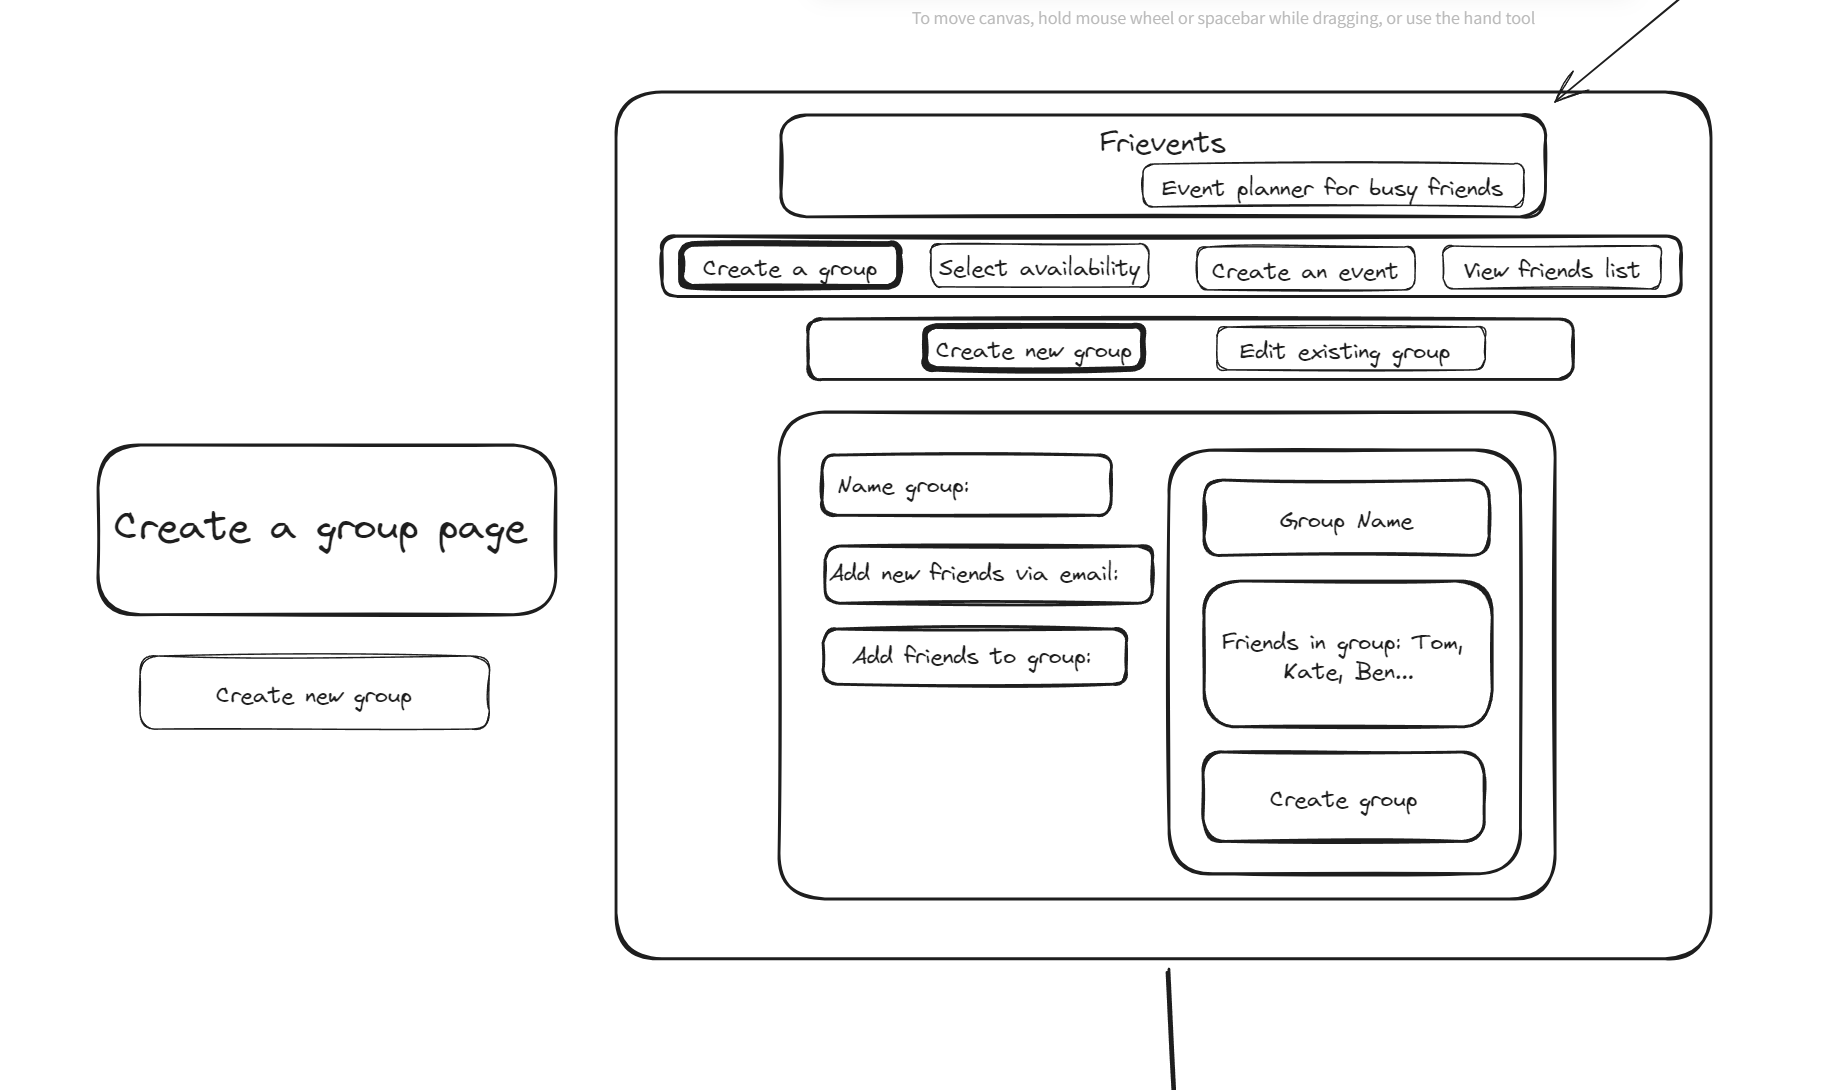 To move canvas, hold mouse wheel or spacebar while dragging, or use the hand tool
Frievents
Event planner for busy friends
Create a group
Select availability
Create an event
View friends list
Create new group
Edit existing group
Create a group page
Create new group
Name group:
Add new friends via email:
Add friends to group:
Group Name
Friends in group: Tom,
Kate, Ben...
Create group